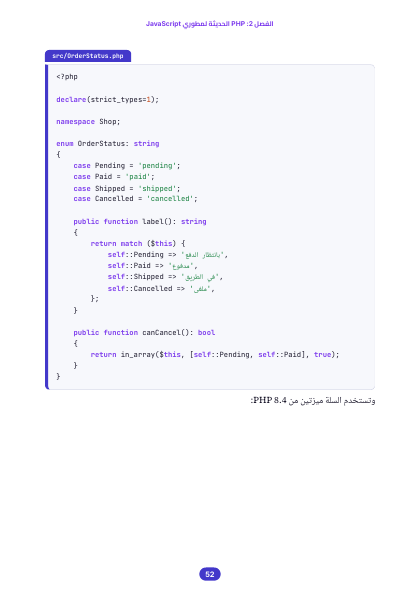 الفصل 2: PHP الحديثة لمطوري JavaScript
src/OrderStatus.php
<?php
declare(strict_types=1);
namespace Shop;
enum OrderStatus: string
{
    case Pending = 'pending';
    case Paid = 'paid';
    case Shipped = 'shipped';
    case Cancelled = 'cancelled';
    public function label(): string
    {
        return match ($this) {
            self::Pending => 'بانتظار الدفع',
            self::Paid => 'مدفوع',
            self::Shipped => 'في الطريق',
            self::Cancelled => 'ملغى',
        };
    }
    public function canCancel(): bool
    {
        return in_array($this, [self::Pending, self::Paid], true);
    }
}
وتستخدم السلة ميزتين من PHP 8.4:
52